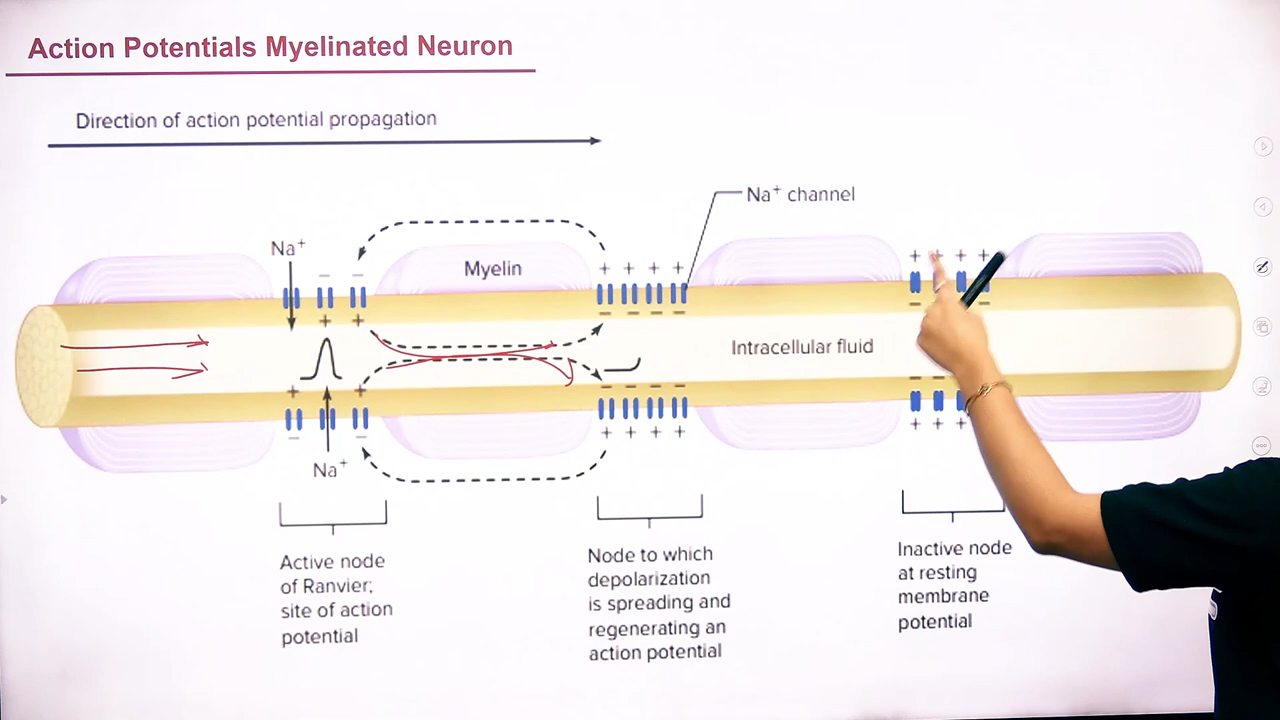 Action Potentials Myelinated Neuron
Direction of action potential propagation
Na+ channel
Na+
Myelin
Intracellular fluid
Na+
Active node
of Ranvier;
site of action
potential
Node to which
depolarization
is spreading and
regenerating an
action potential
Inactive node
at resting
membrane
potential